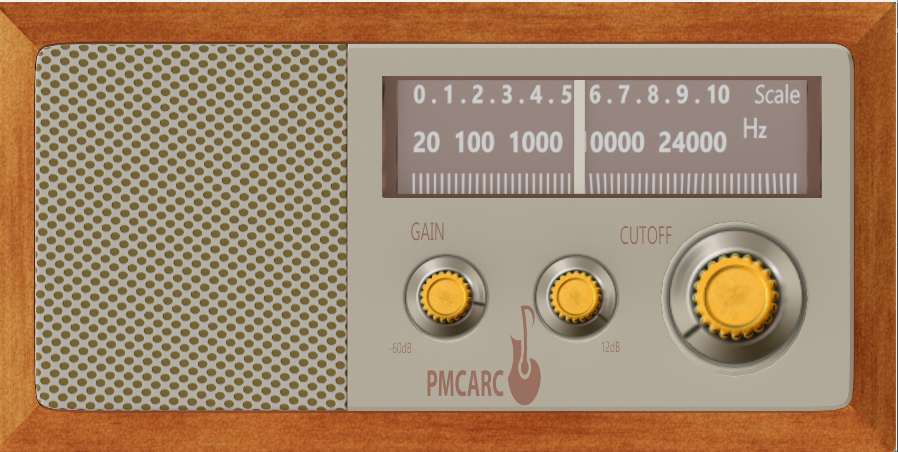 0.1.2.3.4.5 6.7.8.9.10 Scale
20 100 1000 0000 24000 Hz
GAIN
CUTOFF
-60dB
12dB
PMCARC